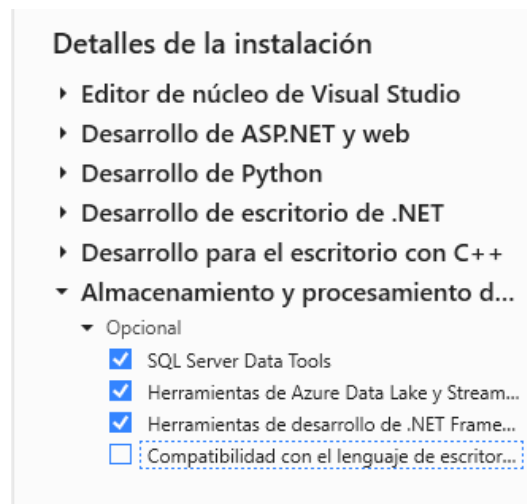 Detalles de la instalación
Editor de núcleo de Visual Studio
Desarrollo de ASP.NET y web
Desarrollo de Python
Desarrollo de escritorio de .NET
Desarrollo para el escritorio con C++
Almacenamiento y procesamiento d...
Opcional
SQL Server Data Tools
Herramientas de Azure Data Lake y Stream...
Herramientas de desarrollo de .NET Frame...
Compatibilidad con el lenguaje de escritor...